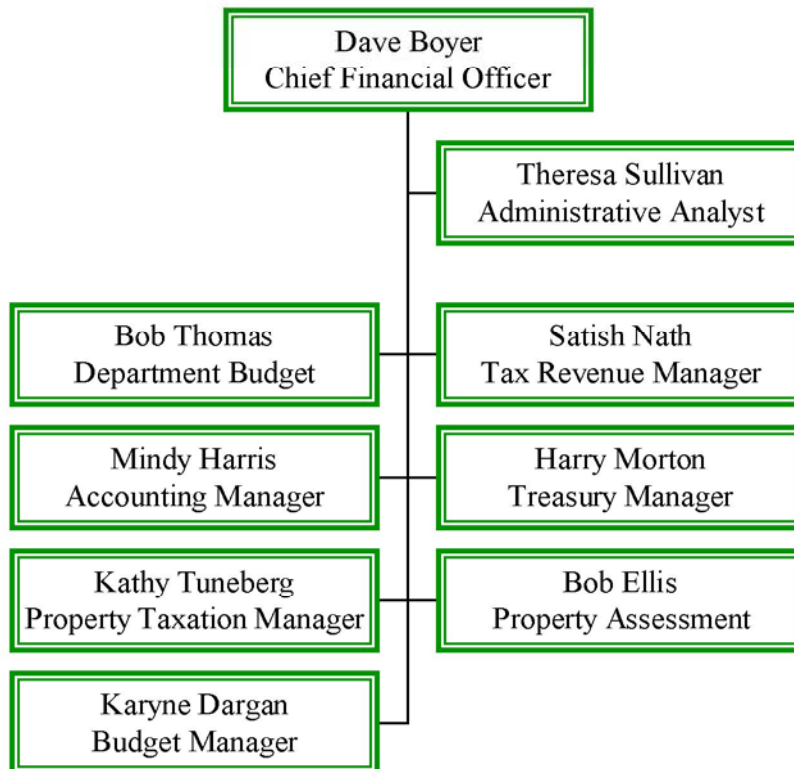 Dave Boyer
Chief Financial Officer
Theresa Sullivan
Administrative Analyst
Bob Thomas
Department Budget
Satish Nath
Tax Revenue Manager
Mindy Harris
Accounting Manager
Harry Morton
Treasury Manager
Kathy Tuneberg
Property Taxation Manager
Bob Ellis
Property Assessment
Karyne Dargan
Budget Manager